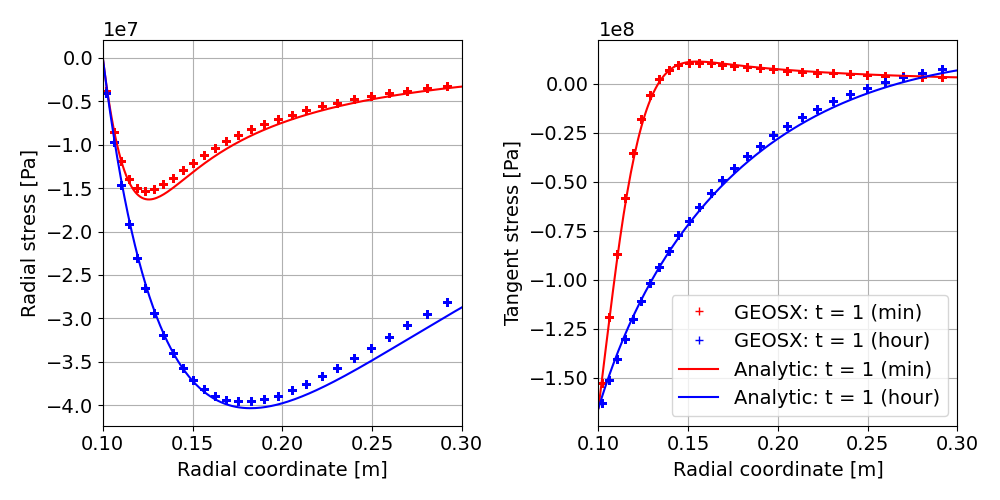 1e7
0.0
−0.5
−1.0
−1.5
−2.0
−2.5
−3.0
−3.5
−4.0
Radial stress [Pa]
0.10 0.15 0.20 0.25 0.30
Radial coordinate [m]
1e8
0.00
−0.25
−0.50
−0.75
−1.00
−1.25
−1.50
Tangent stress [Pa]
GEOSX: t = 1 (min)
GEOSX: t = 1 (hour)
Analytic: t = 1 (min)
Analytic: t = 1 (hour)
0.10 0.15 0.20 0.25 0.30
Radial coordinate [m]